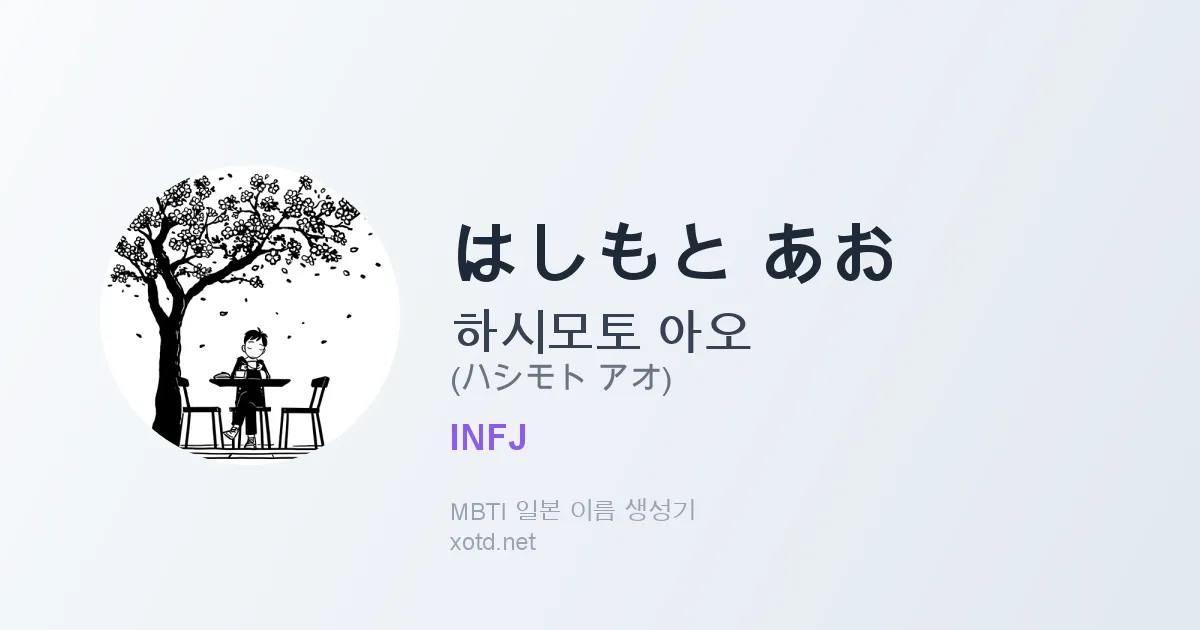 はしもと あお
하시모토 아오
(ハシモト アオ)
INFJ
MBTI 일본 이름 생성기
xotd.net